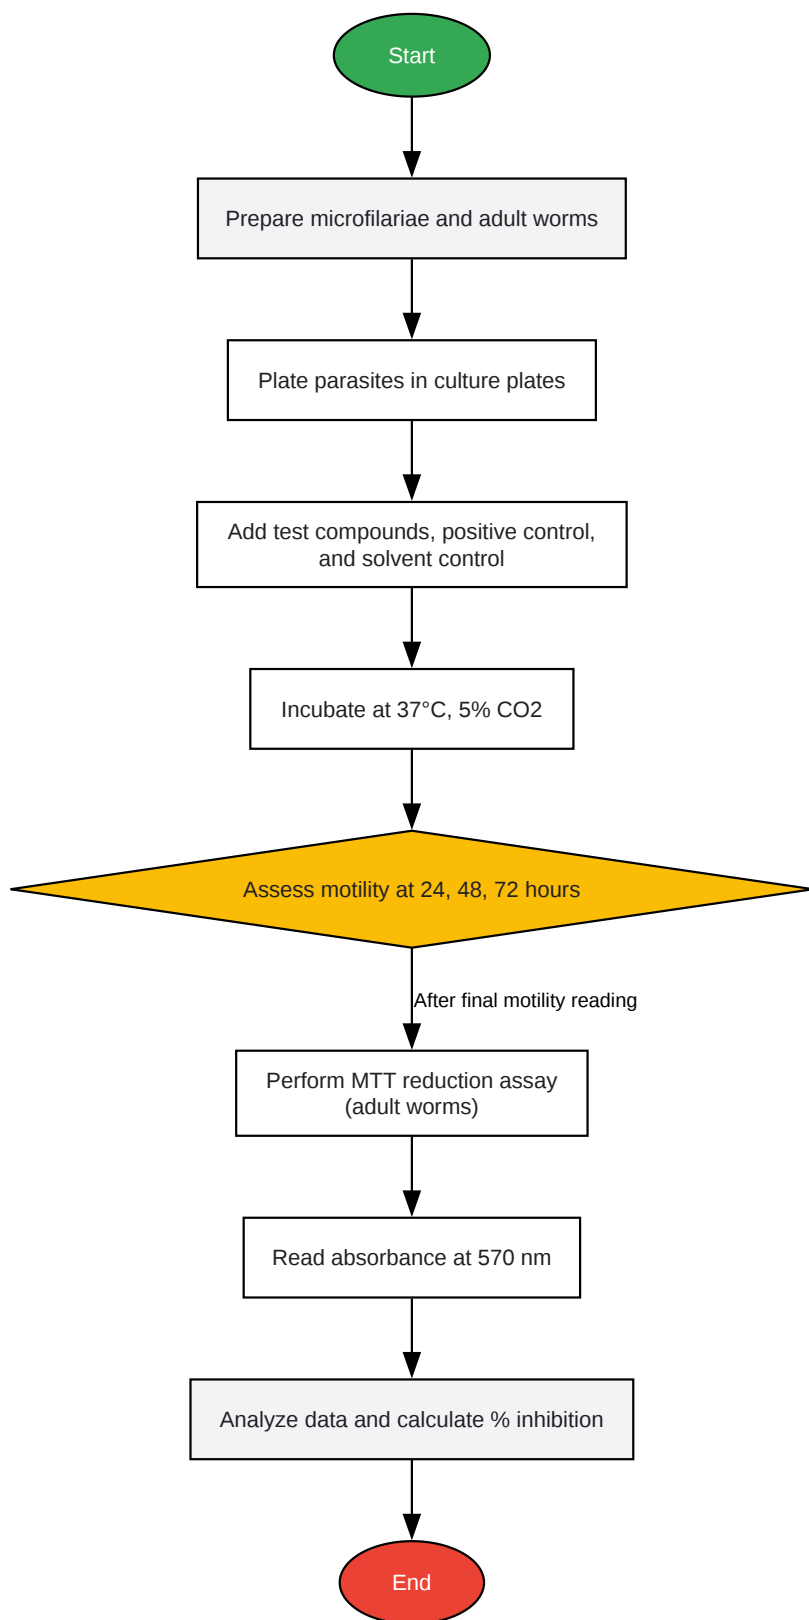 Start
Prepare microfilariae and adult worms
Plate parasites in culture plates
Add test compounds, positive control,
and solvent control
Incubate at 37°C, 5% CO2
Assess motility at 24, 48, 72 hours
After final motility reading
Perform MTT reduction assay
(adult worms)
Read absorbance at 570 nm
Analyze data and calculate % inhibition
End